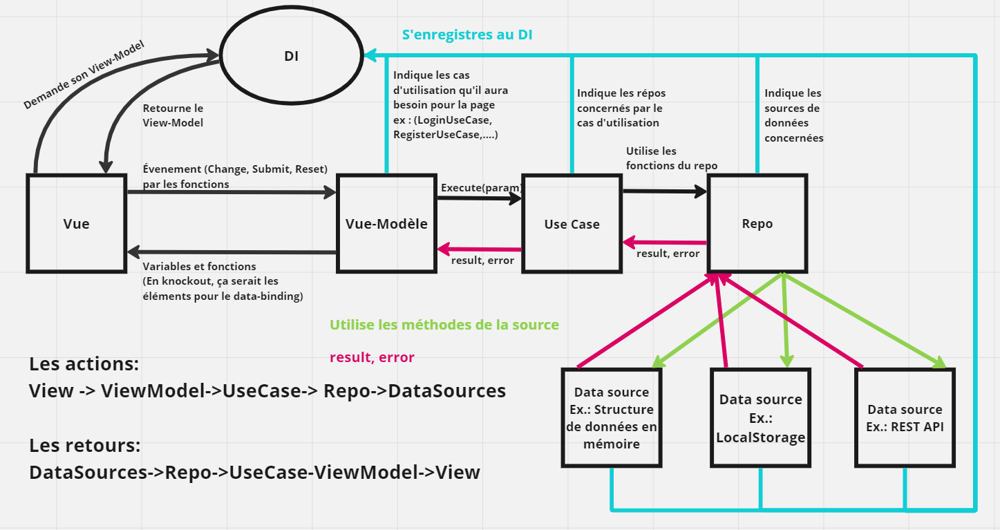 S'enregistres au DI
DI
Demande son View-Model
Retourne le
View-Model
Indique les cas
d'utilisation qu'il aura
besoin pour la page
ex : (LoginUseCase,
RegisterUseCase,....)
Indique les répos
concernés par le
cas d'utilisation
Indique les
sources de
données
concernées
Évenement (Change, Submit, Reset)
par les fonctions
Execute(param)
Utilise les
fonctions du repo
Vue
Vue-Modèle
Use Case
Repo
result, error
result, error
Variables et fonctions
(En knockout, ça serait les
éléments pour le data-binding)
Utilise les méthodes de la source
result, error
Les actions:
View -> ViewModel->UseCase-> Repo->DataSources
Les retours:
DataSources->Repo->UseCase-ViewModel->View
Data source
Ex.: Structure
de données en
mémoire
Data source
Ex.:
LocalStorage
Data source
Ex.: REST API